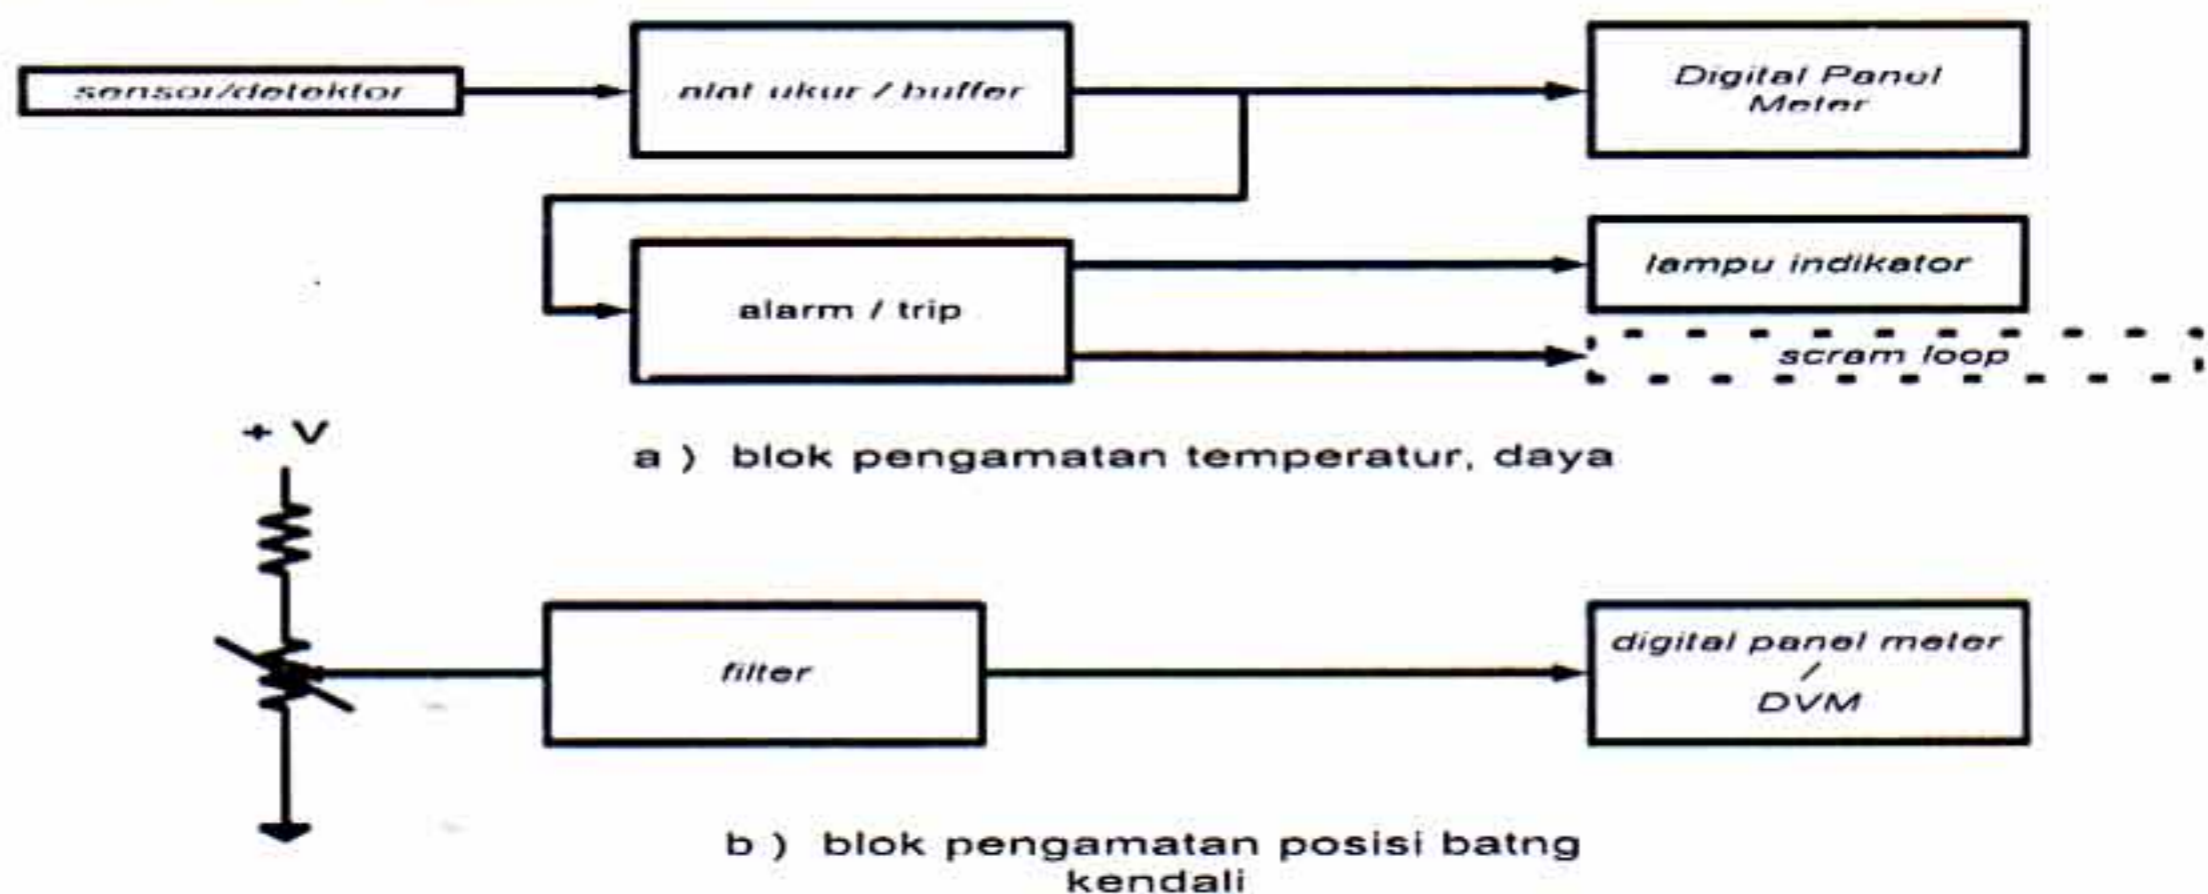 sensor/detektor
alat ukur / buffer
Digital Panel
Meter
lampu indikator
alarm / trip
scram loop
+ V
a ) blok pengamatan temperatur, daya
filter
digital panel meter
/
DVM
b ) blok pengamatan posisi batng
kendali